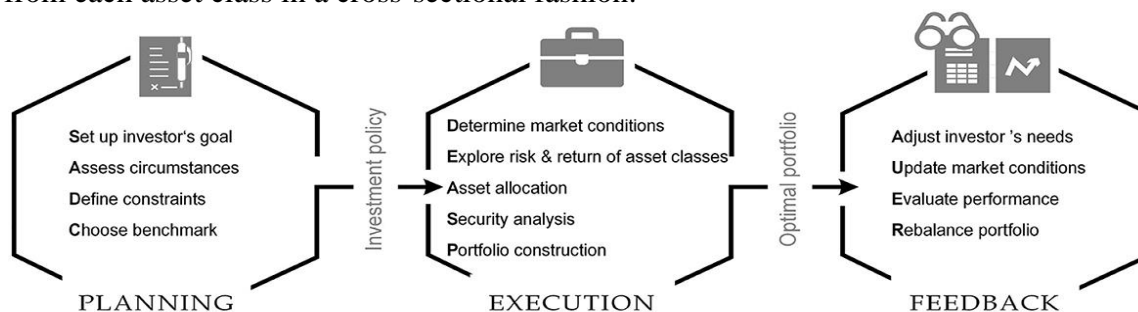 from each asset class in a cross-sectional fashion.
Set up investor's goal
Assess circumstances
Define constraints
Choose benchmark
PLANNING
Investment policy
Determine market conditions
Explore risk & return of asset classes
Asset allocation
Security analysis
Portfolio construction
EXECUTION
Optimal portfolio
Adjust investor 's needs
Update market conditions
Evaluate performance
Rebalance portfolio
FEEDBACK